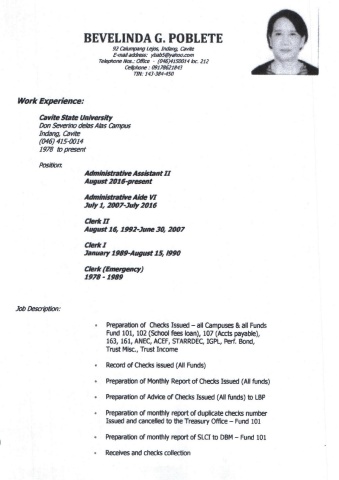 BEVELINDA G. POBLETE
92 Calumpang Lejos, Indang, Cavite
Telephone Nos.: Office - (046)4150014 loc. 212
Cellphone : 09178621843
TIN: 143-384-450
Work Experience:
Cavite State University
Don Severino delas Alas Campus
Indang, Cavite
(046) 415-0014
1978 to present
Position:
Administrative Assistant II
August 2016-present
Administrative Aide VI
July 1, 2007-July 2016
Clerk II
August 16, 1992-June 30, 2007
Clerk I
January 1989-August 15, l990
Clerk (Emergency)
1978 - 1989
Job Description:
- Preparation of Checks Issued – all Campuses & all Funds
Fund 101, 102 (School fees loan), 107 (Accts payable),
163, 161, ANEC, ACEF, STARRDEC, IGPL, Perf. Bond,
Trust Misc., Trust Income
- Record of Checks issued (All Funds)
- Preparation of Monthly Report of Checks Issued (All funds)
- Preparation of Advice of Checks Issued (All Funds) to LBP
- Preparation of monthly report of duplicate checks number
Issued and cancelled to the Treasury Office – Fund 101
- Preparation of monthly report of SLCI to DBM – Fund 101
- Receives and checks collection